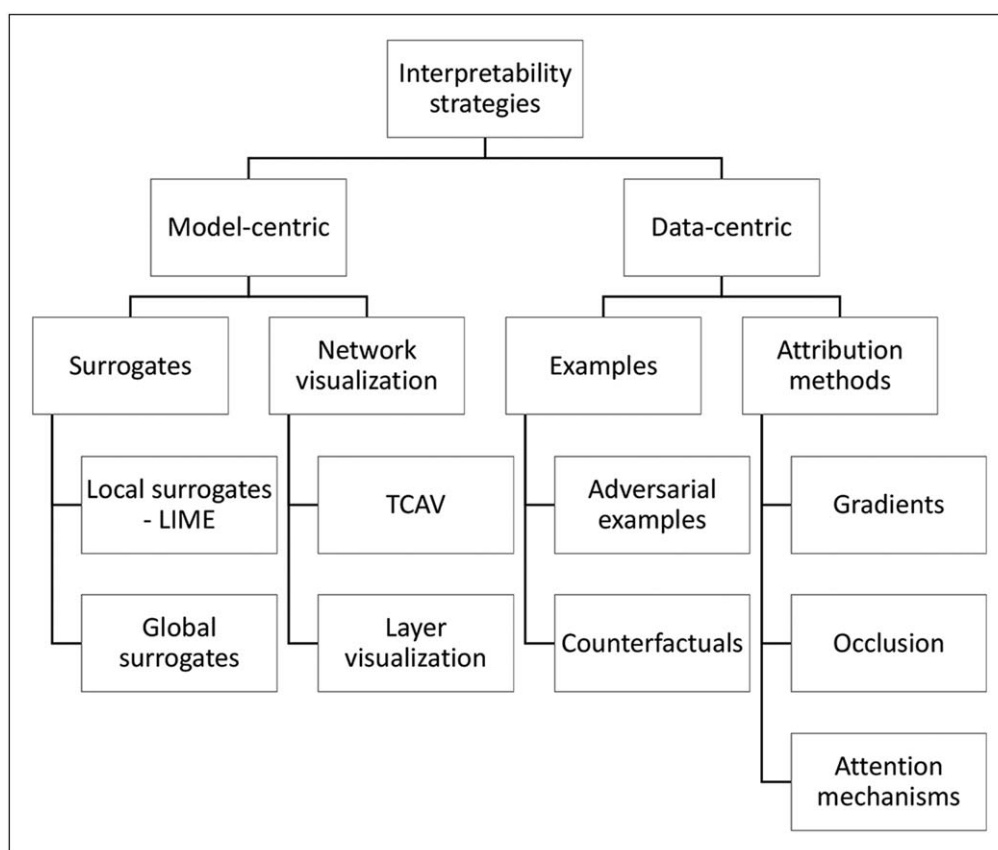 Interpretability
strategies
Model-centric
Data-centric
Surrogates
Network
visualization
Examples
Attribution
methods
Local surrogates
- LIME
TCAV
Adversarial
examples
Gradients
Global
surrogates
Layer
visualization
Counterfactuals
Occlusion
Attention
mechanisms